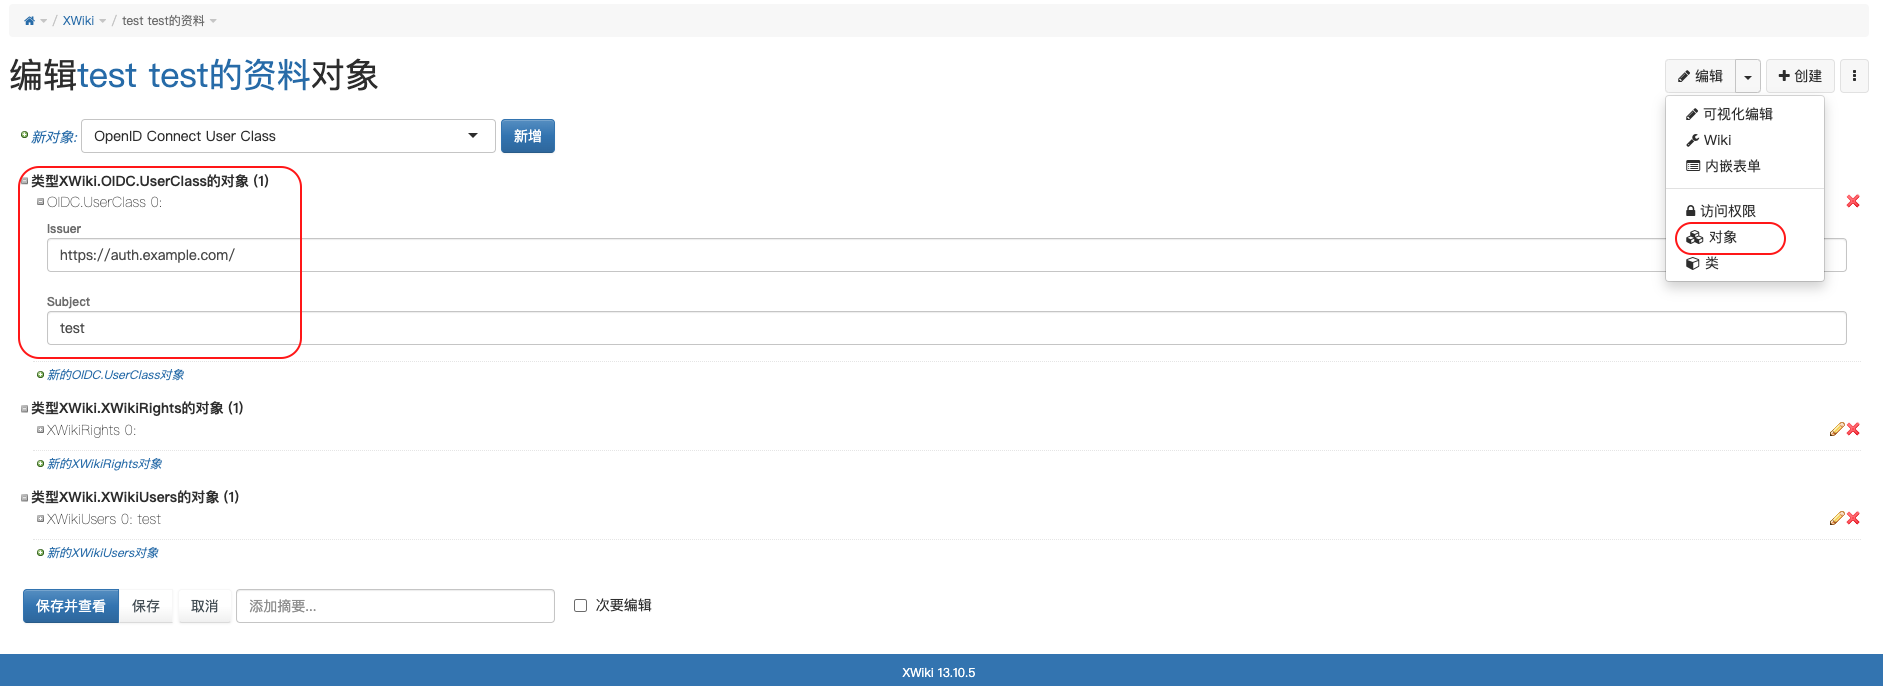 / XWiki / test test的资料
编辑test test的资料对象
编辑 创建
新对象: OpenID Connect User Class 新增
可视化编辑
Wiki
内嵌表单
访问权限
对象
类
类型XWiki.OIDC.UserClass的对象 (1)
OIDC.UserClass 0:
Issuer
https://auth.example.com/
Subject
test
新的OIDC.UserClass对象
类型XWiki.XWikiRights的对象 (1)
XWikiRights 0:
新的XWikiRights对象
类型XWiki.XWikiUsers的对象 (1)
XWikiUsers 0: test
新的XWikiUsers对象
保存并查看 保存 取消 添加摘要... 次要编辑
XWiki 13.10.5